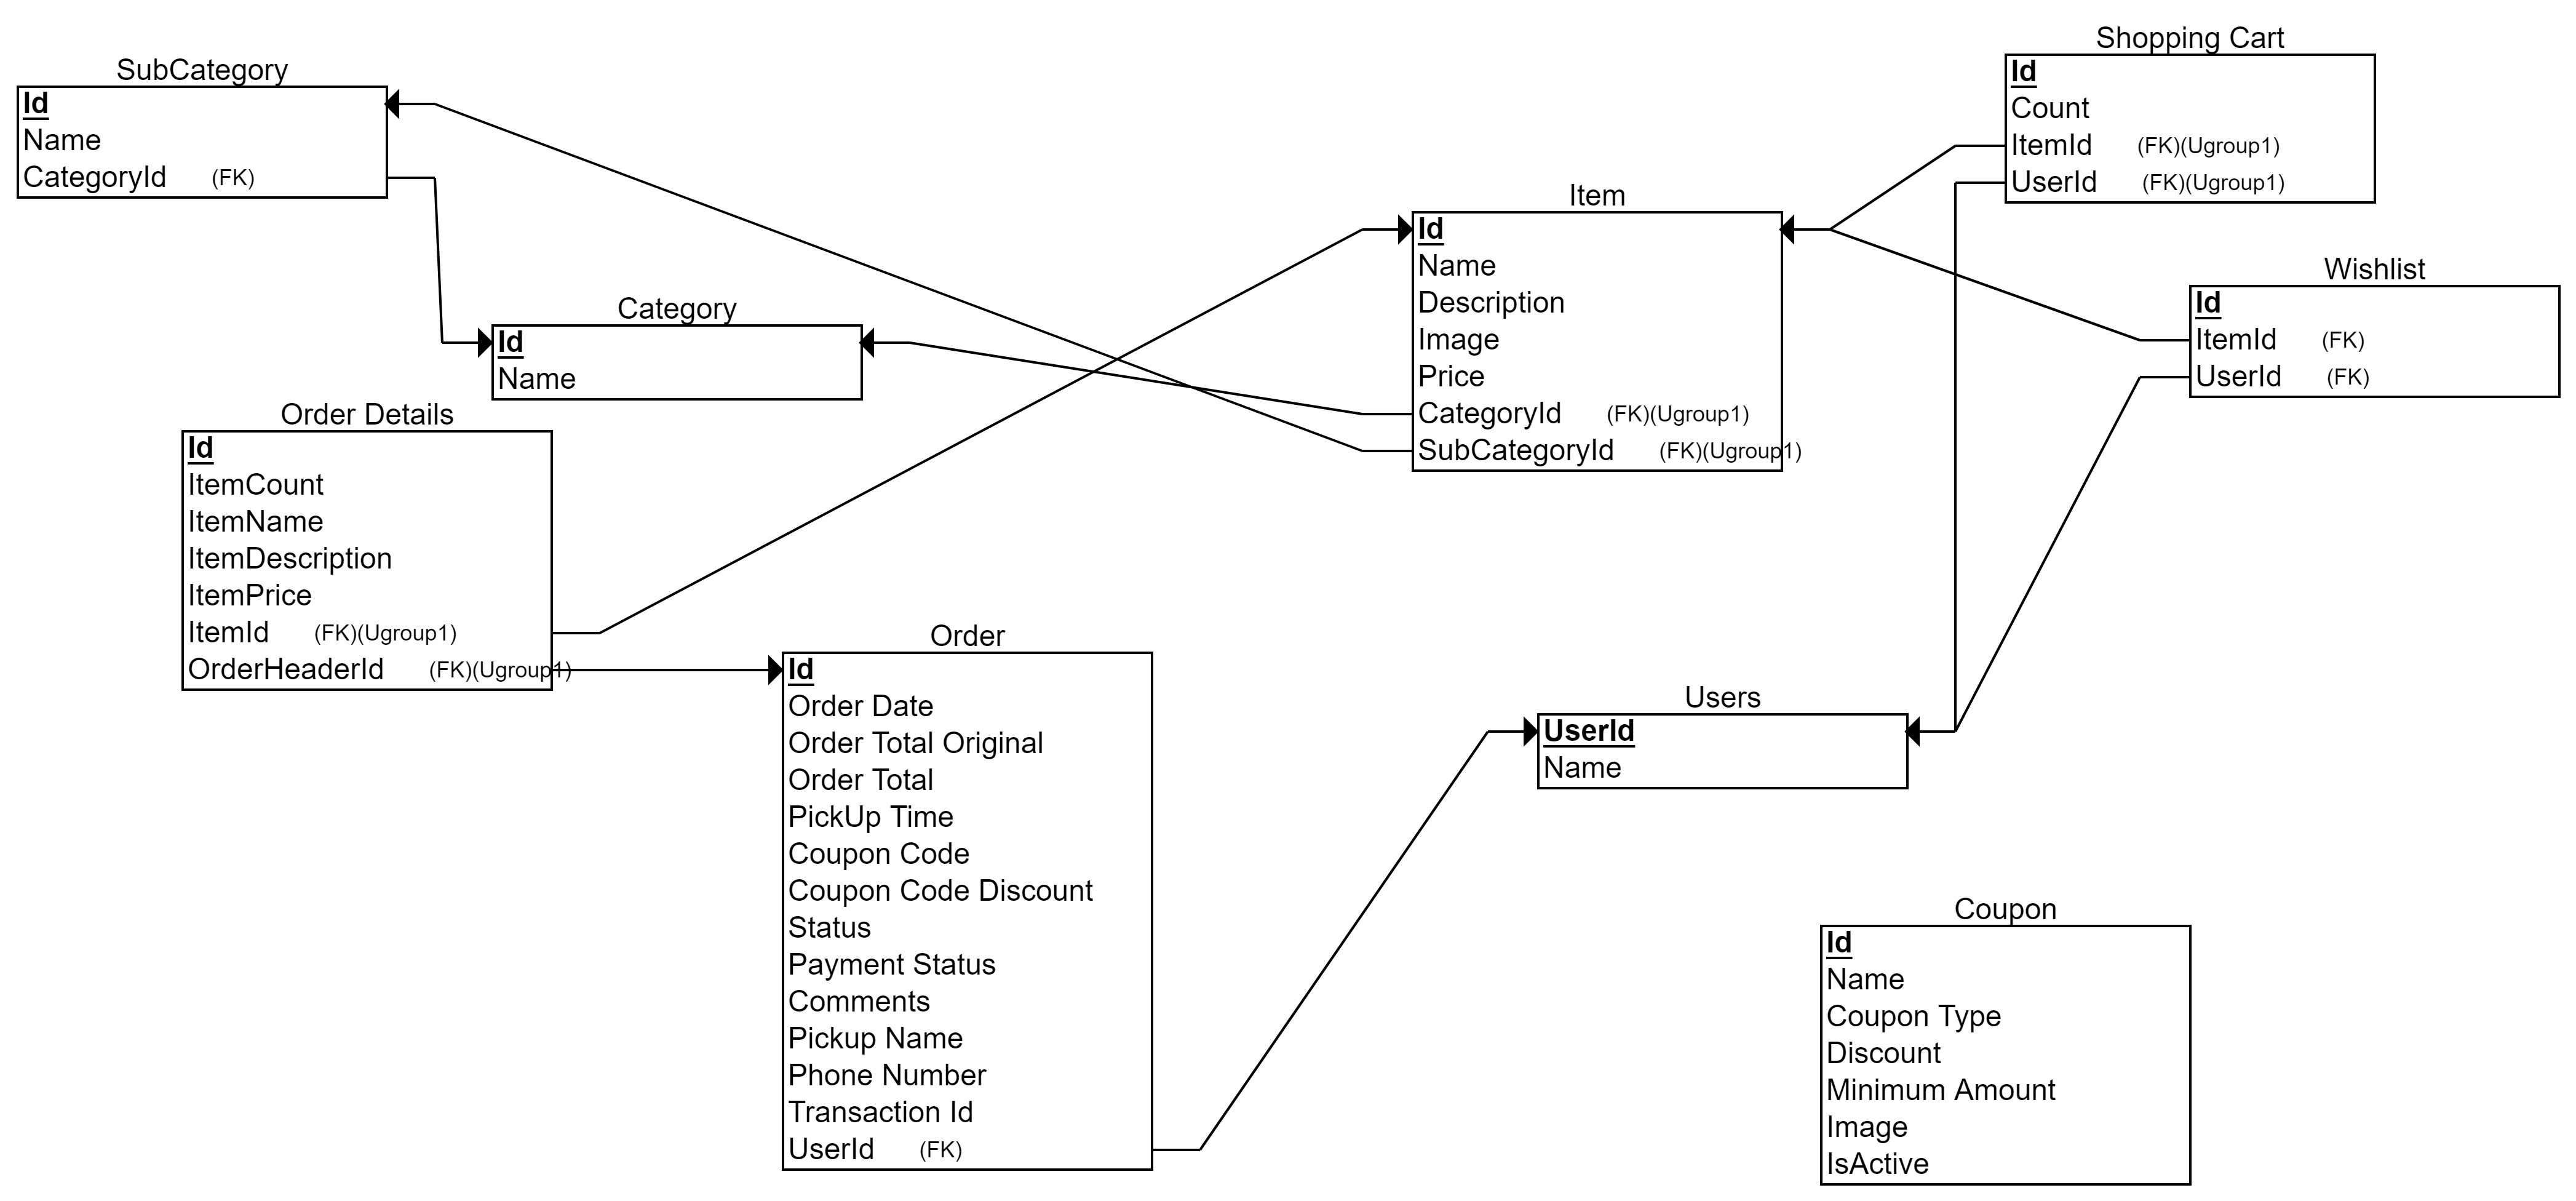 SubCategory
Id
Name
CategoryId (FK)
Category
Id
Name
Order Details
Id
ItemCount
ItemName
ItemDescription
ItemPrice
ItemId (FK)(Ugroup1)
OrderHeaderId (FK)(Ugroup1)
Order
Id
Order Date
Order Total Original
Order Total
PickUp Time
Coupon Code
Coupon Code Discount
Status
Payment Status
Comments
Pickup Name
Phone Number
Transaction Id
UserId (FK)
Item
Id
Name
Description
Image
Price
CategoryId (FK)(Ugroup1)
SubCategoryId (FK)(Ugroup1)
Shopping Cart
Id
Count
ItemId (FK)(Ugroup1)
UserId (FK)(Ugroup1)
Wishlist
Id
ItemId (FK)
UserId (FK)
Users
UserId
Name
Coupon
Id
Name
Coupon Type
Discount
Minimum Amount
Image
IsActive